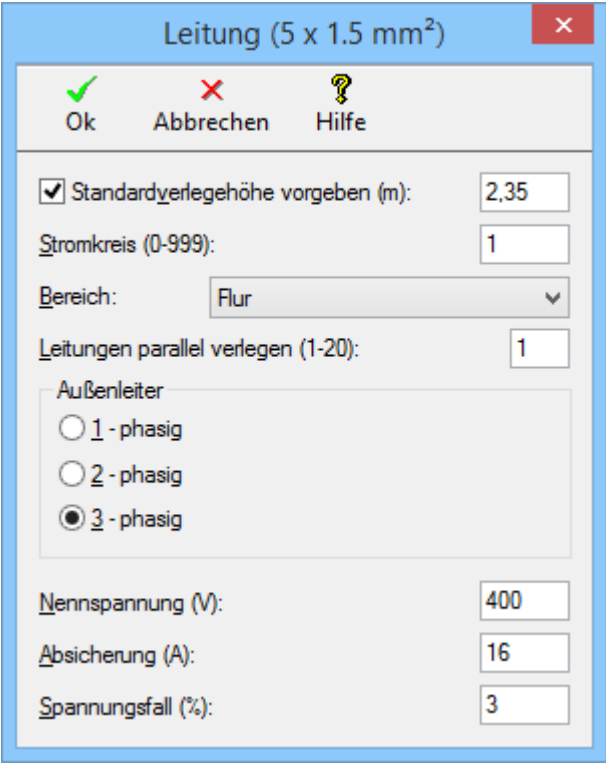 Leitung (5 x 1.5 mm²)
Ok Abbrechen Hilfe
Standardverlegehöhe vorgeben (m): 2,35
Stromkreis (0-999): 1
Bereich: Flur
Leitungen parallel verlegen (1-20): 1
Außenleiter
1 - phasig
2 - phasig
3 - phasig
Nennspannung (V): 400
Absicherung (A): 16
Spannungsfall (%): 3